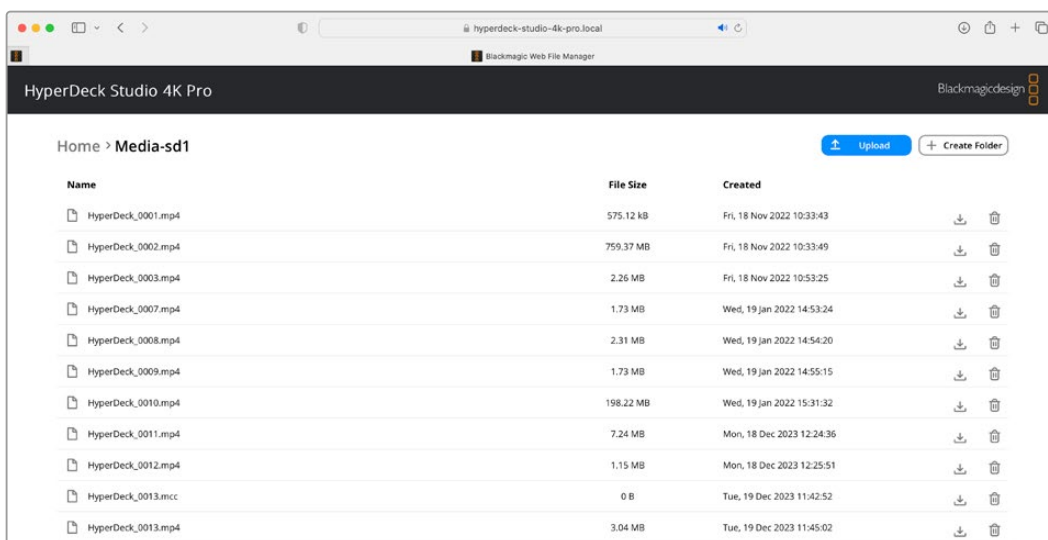 hyperdeck-studio-4k-pro.local
Blackmagic Web File Manager
HyperDeck Studio 4K Pro
Blackmagicdesign
Home > Media-sd1
Upload
+ Create Folder
Name File Size Created
HyperDeck_0001.mp4 575.12 kB Fri, 18 Nov 2022 10:33:43
HyperDeck_0002.mp4 759.37 MB Fri, 18 Nov 2022 10:33:49
HyperDeck_0003.mp4 2.26 MB Fri, 18 Nov 2022 10:53:25
HyperDeck_0007.mp4 1.73 MB Wed, 19 Jan 2022 14:53:24
HyperDeck_0008.mp4 2.31 MB Wed, 19 Jan 2022 14:54:20
HyperDeck_0009.mp4 1.73 MB Wed, 19 Jan 2022 14:55:15
HyperDeck_0010.mp4 198.22 MB Wed, 19 Jan 2022 15:31:32
HyperDeck_0011.mp4 7.24 MB Mon, 18 Dec 2023 12:24:36
HyperDeck_0012.mp4 1.15 MB Mon, 18 Dec 2023 12:25:51
HyperDeck_0013.mcc 0 B Tue, 19 Dec 2023 11:42:52
HyperDeck_0013.mp4 3.04 MB Tue, 19 Dec 2023 11:45:02